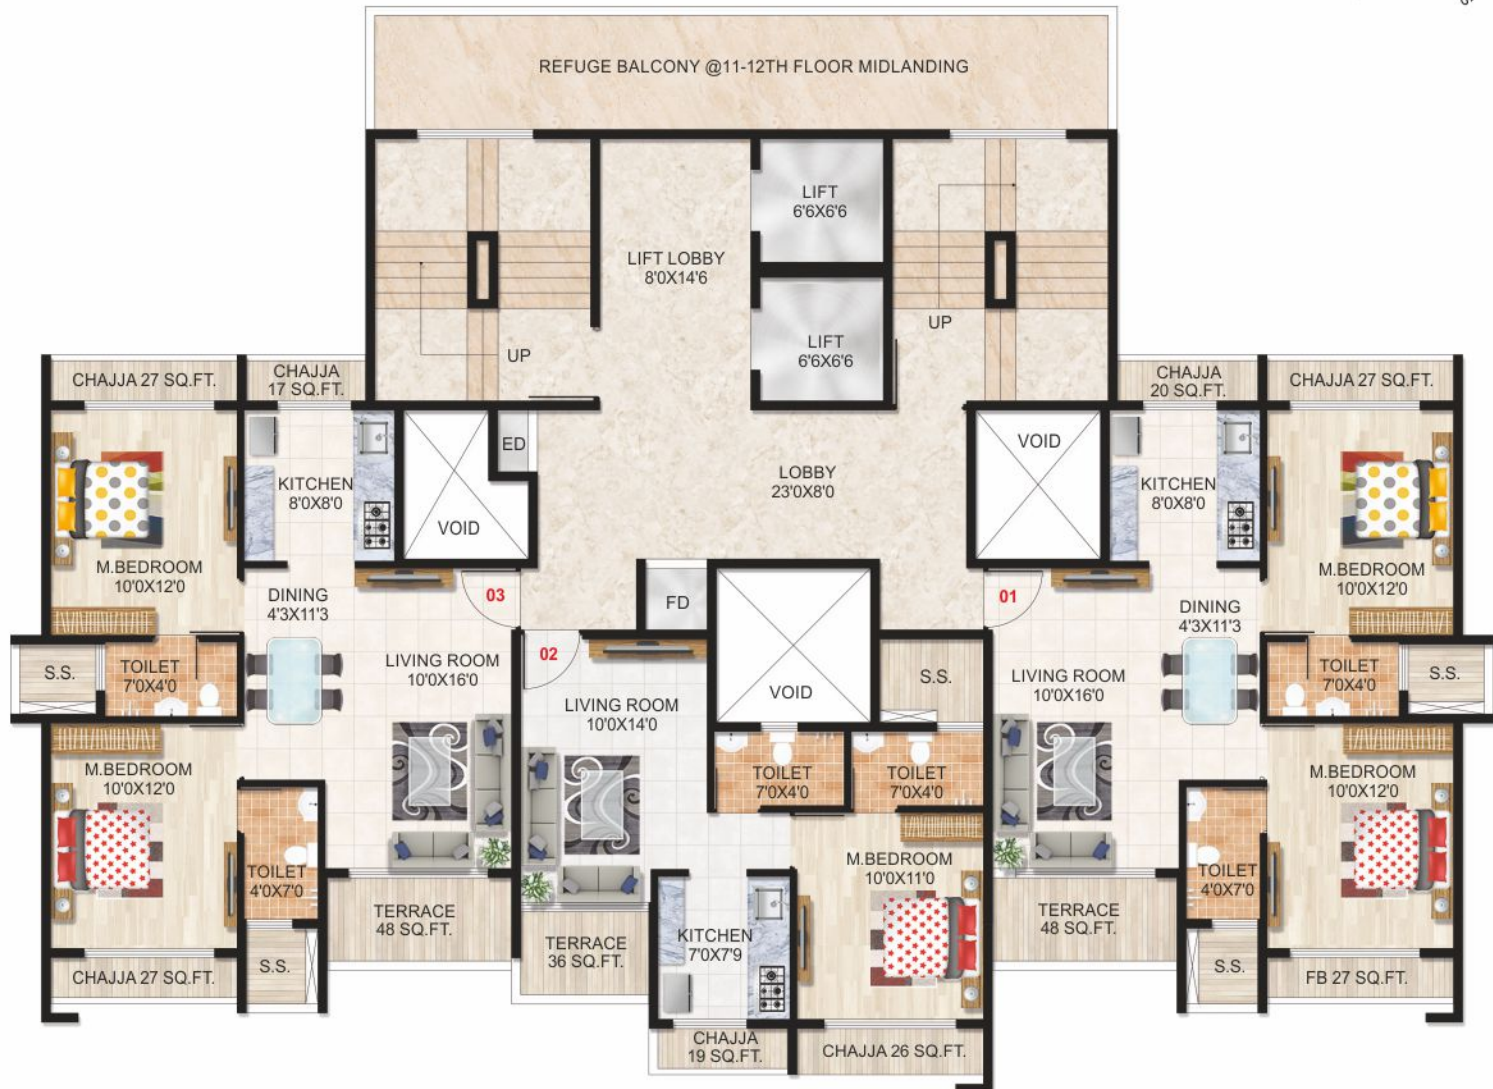 REFUGE BALCONY @11-12TH FLOOR MIDLANDING
LIFT
6'6X6'6
LIFT LOBBY
8'0X14'6
LIFT
6'6X6'6
UP
UP
CHAJJA 27 SQ.FT.
CHAJJA
17 SQ.FT.
CHAJJA
20 SQ.FT.
CHAJJA 27 SQ.FT.
ED
VOID
LOBBY
23'0X8'0
VOID
KITCHEN
8'0X8'0
KITCHEN
8'0X8'0
M.BEDROOM
10'0X12'0
M.BEDROOM
10'0X12'0
DINING
4'3X11'3
03
FD
01
DINING
4'3X11'3
02
S.S.
TOILET
7'0X4'0
LIVING ROOM
10'0X16'0
LIVING ROOM
10'0X14'0
VOID
S.S.
LIVING ROOM
10'0X16'0
TOILET
7'0X4'0
S.S.
M.BEDROOM
10'0X12'0
TOILET
7'0X4'0
TOILET
7'0X4'0
M.BEDROOM
10'0X12'0
TOILET
4'0X7'0
M.BEDROOM
10'0X11'0
TOILET
4'0X7'0
TERRACE
48 SQ.FT.
TERRACE
36 SQ.FT.
KITCHEN
7'0X7'9
TERRACE
48 SQ.FT.
CHAJJA 27 SQ.FT.
S.S.
S.S.
FB 27 SQ.FT.
CHAJJA
19 SQ.FT.
CHAJJA 26 SQ.FT.